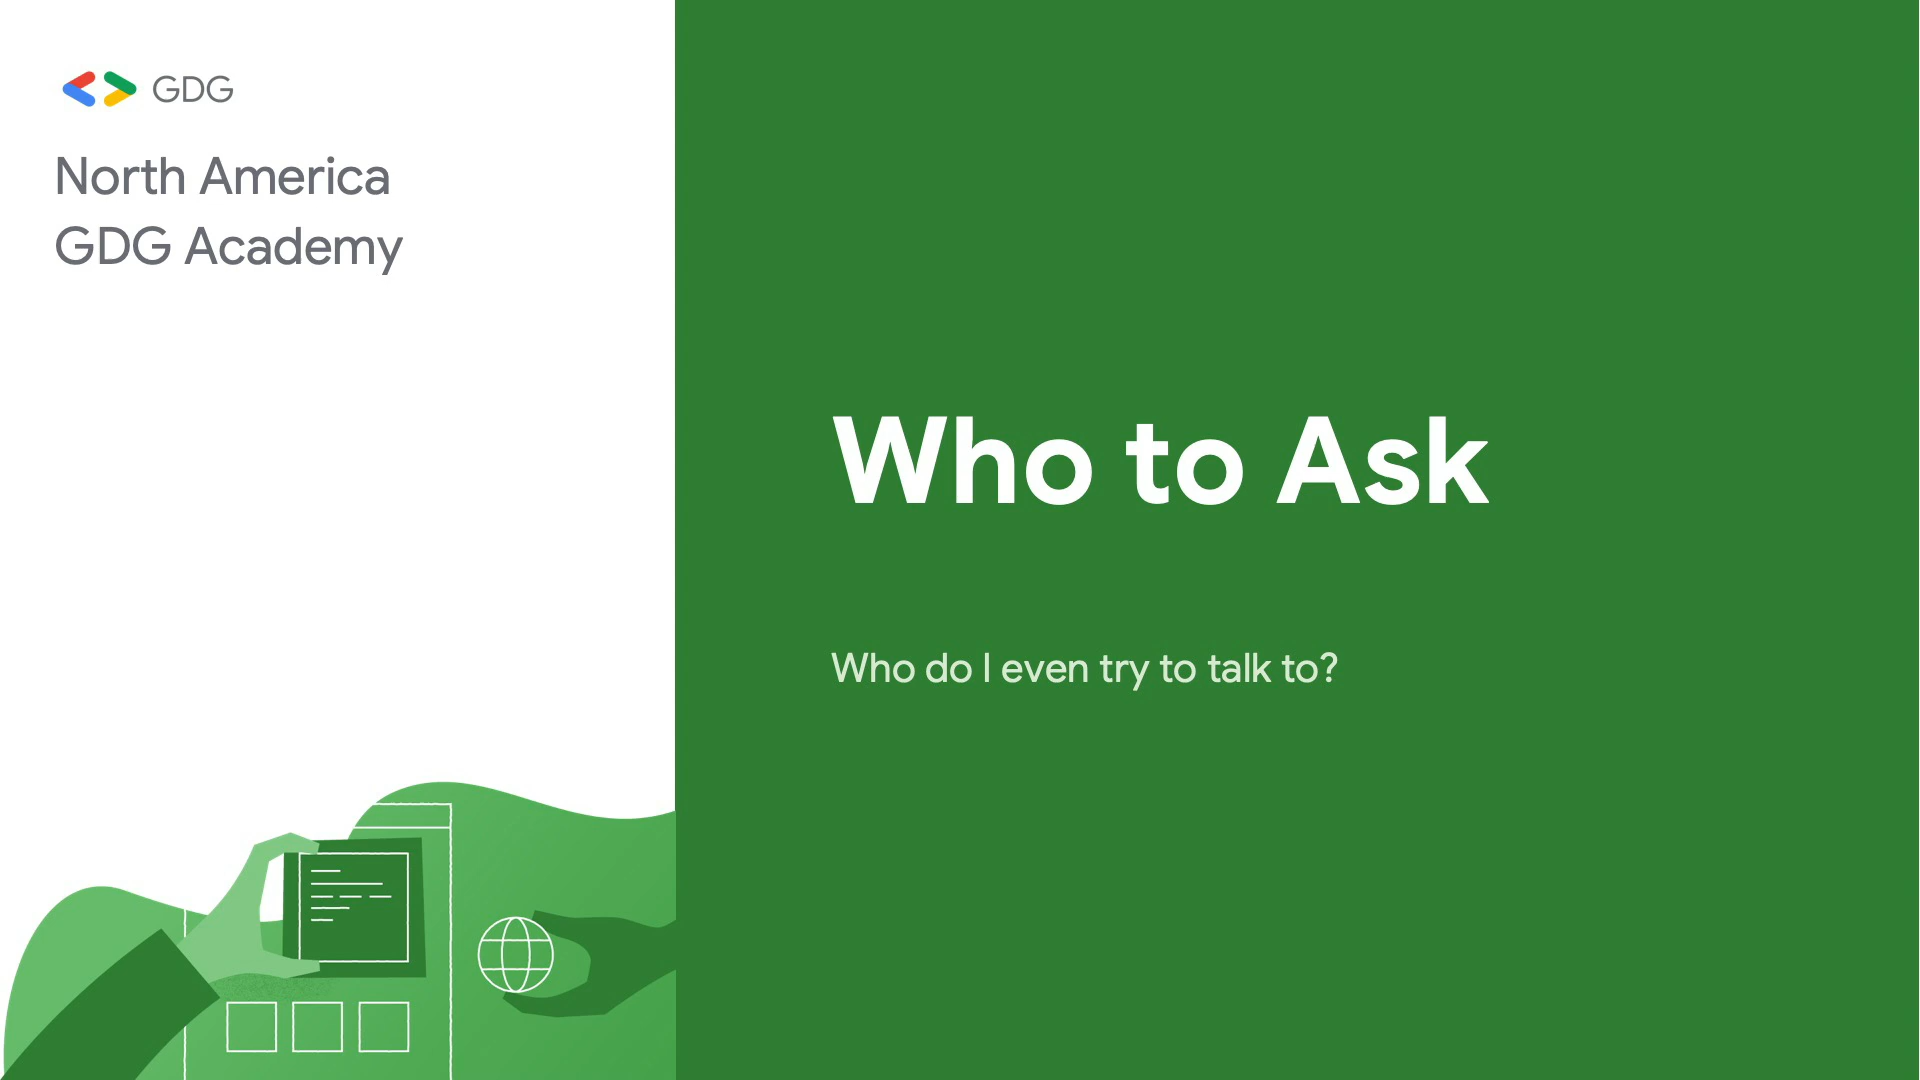 GDG
North America
GDG Academy
Who to Ask
Who do I even try to talk to?